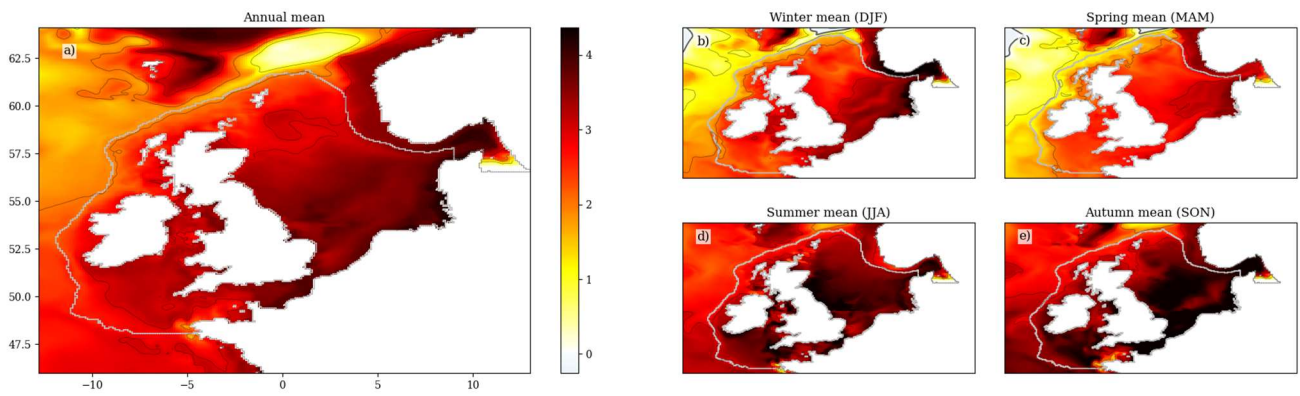 Annual mean
a)
62.5
60.0
57.5
55.0
52.5
50.0
47.5
−10
−5
0
5
10
4
3
2
1
0
Winter mean (DJF)
b)
Spring mean (MAM)
c)
Summer mean (JJA)
d)
Autumn mean (SON)
e)